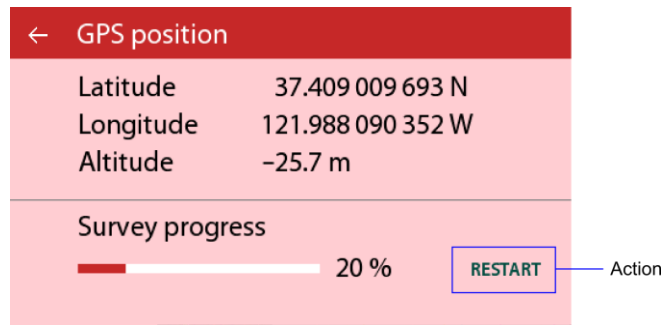 ← GPS position
Latitude 37.409 009 693 N
Longitude 121.988 090 352 W
Altitude −25.7 m
Survey progress
20 % RESTART Action